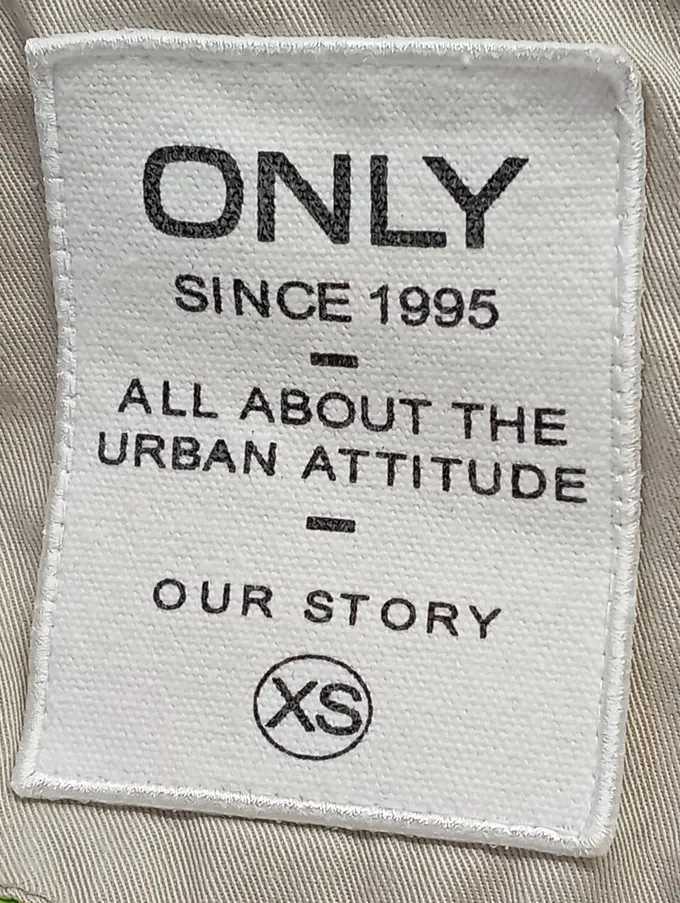 ONLY
SINCE 1995
ALL ABOUT THE
URBAN ATTITUDE
OUR STORY
XS